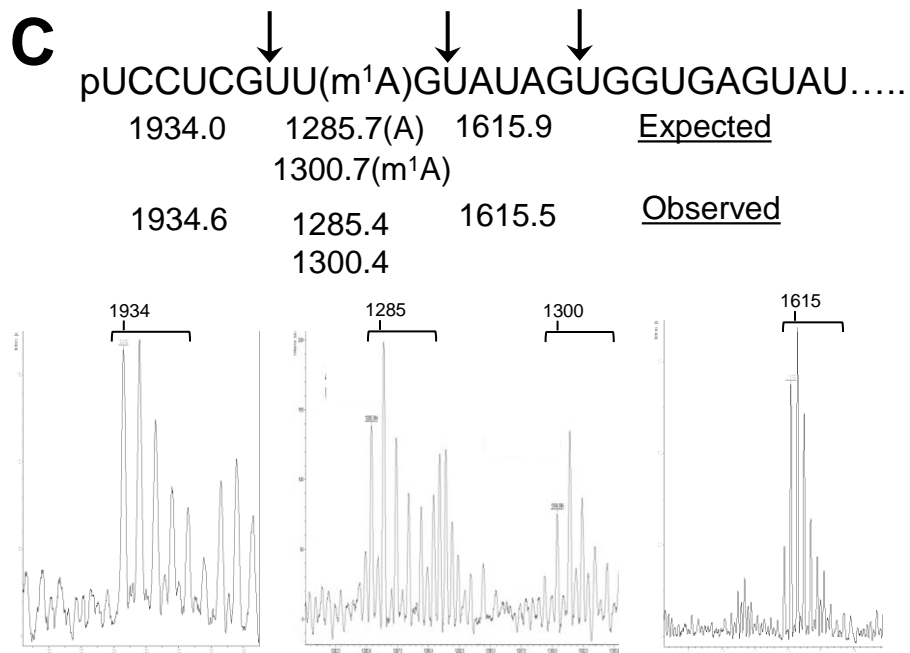 C
pUCCUCGUU(m¹A)GUAUAGUGGUGAGUAU.....
1934.0 1285.7(A) 1615.9 Expected
1300.7(m¹A)
1934.6 1285.4 1615.5 Observed
1300.4
1934 1285 1300 1615